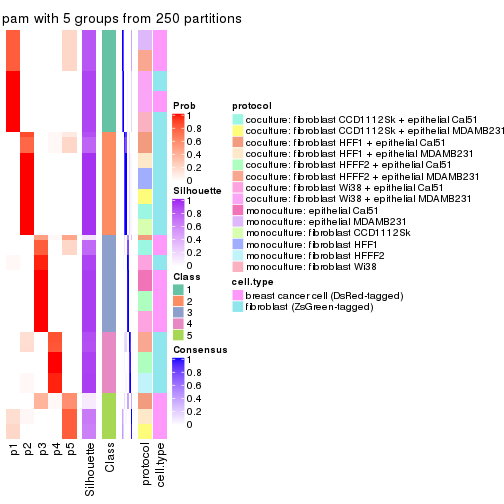 pam with 5 groups from 250 partitions
Prob
1
0.8
0.6
0.4
0.2
0
Silhouette
1
0.8
0.6
0.4
0.2
0
Class
1
2
3
4
5
Consensus
1
0.8
0.6
0.4
0.2
0
protocol
coculture: fibroblast CCD1112Sk + epithelial Cal51
coculture: fibroblast CCD1112Sk + epithelial MDAMB231
coculture: fibroblast HFF1 + epithelial Cal51
coculture: fibroblast HFF1 + epithelial MDAMB231
coculture: fibroblast HFFF2 + epithelial Cal51
coculture: fibroblast HFFF2 + epithelial MDAMB231
coculture: fibroblast Wi38 + epithelial Cal51
coculture: fibroblast Wi38 + epithelial MDAMB231
monoculture: epithelial Cal51
monoculture: epithelial MDAMB231
monoculture: fibroblast CCD1112Sk
monoculture: fibroblast HFF1
monoculture: fibroblast HFFF2
monoculture: fibroblast Wi38
cell.type
breast cancer cell (DsRed-tagged)
fibroblast (ZsGreen-tagged)
p1
p2
p3
p4
p5
Silhouette
Class
protocol
cell.type